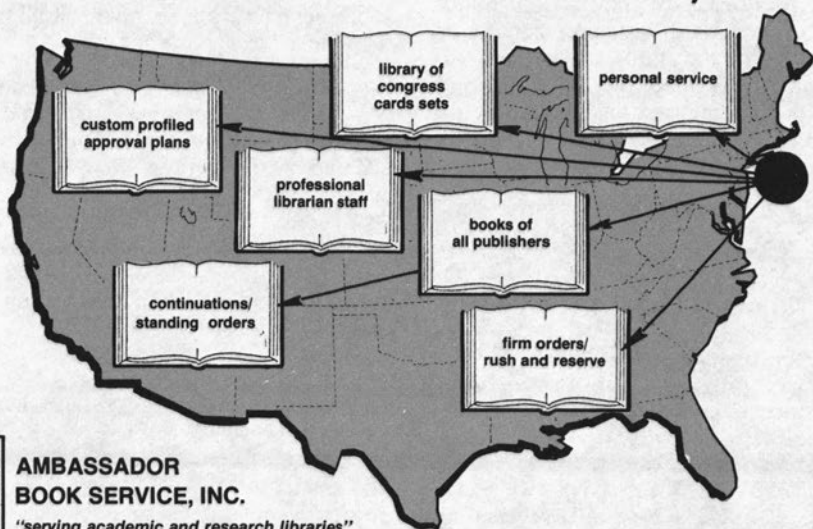 library of
congress
cards sets
personal service
custom profiled
approval plans
professional
librarian staff
books of
all publishers
continuations/
standing orders
firm orders/
rush and reserve
AMBASSADOR
BOOK SERVICE, INC.
"serving academic and research libraries"